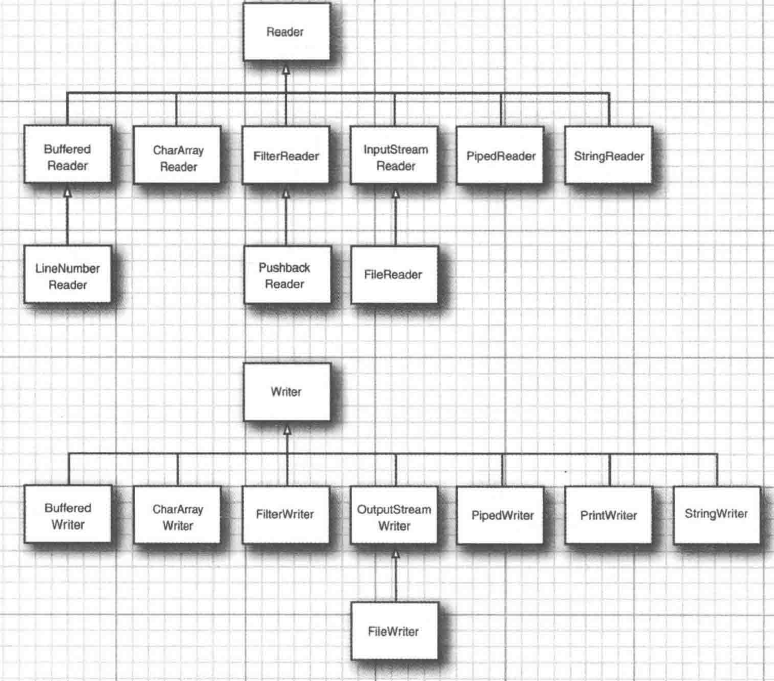 Reader
Buffered
Reader
CharArray
Reader
FilterReader
InputStream
Reader
PipedReader
StringReader
LineNumber
Reader
Pushback
Reader
FileReader
Writer
Buffered
Writer
CharArray
Writer
FilterWriter
OutputStream
Writer
PipedWriter
PrintWriter
StringWriter
FileWriter